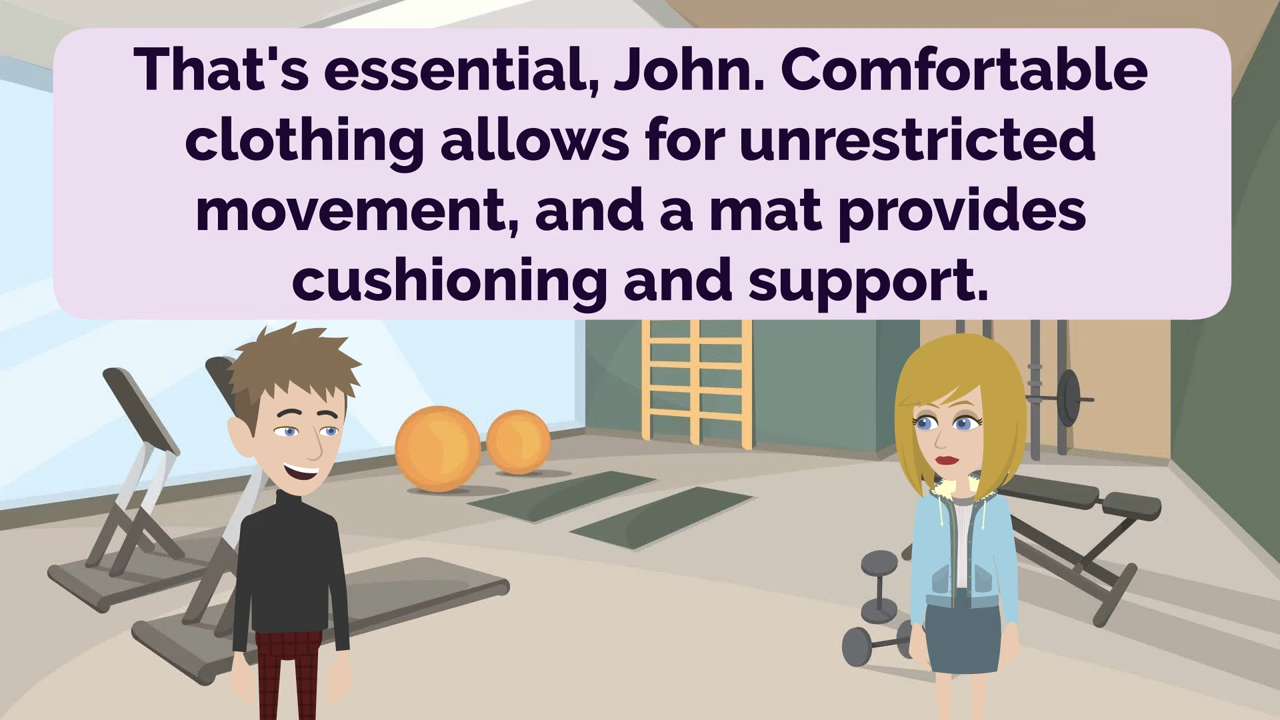 That's essential, John. Comfortable
clothing allows for unrestricted
movement, and a mat provides
cushioning and support.